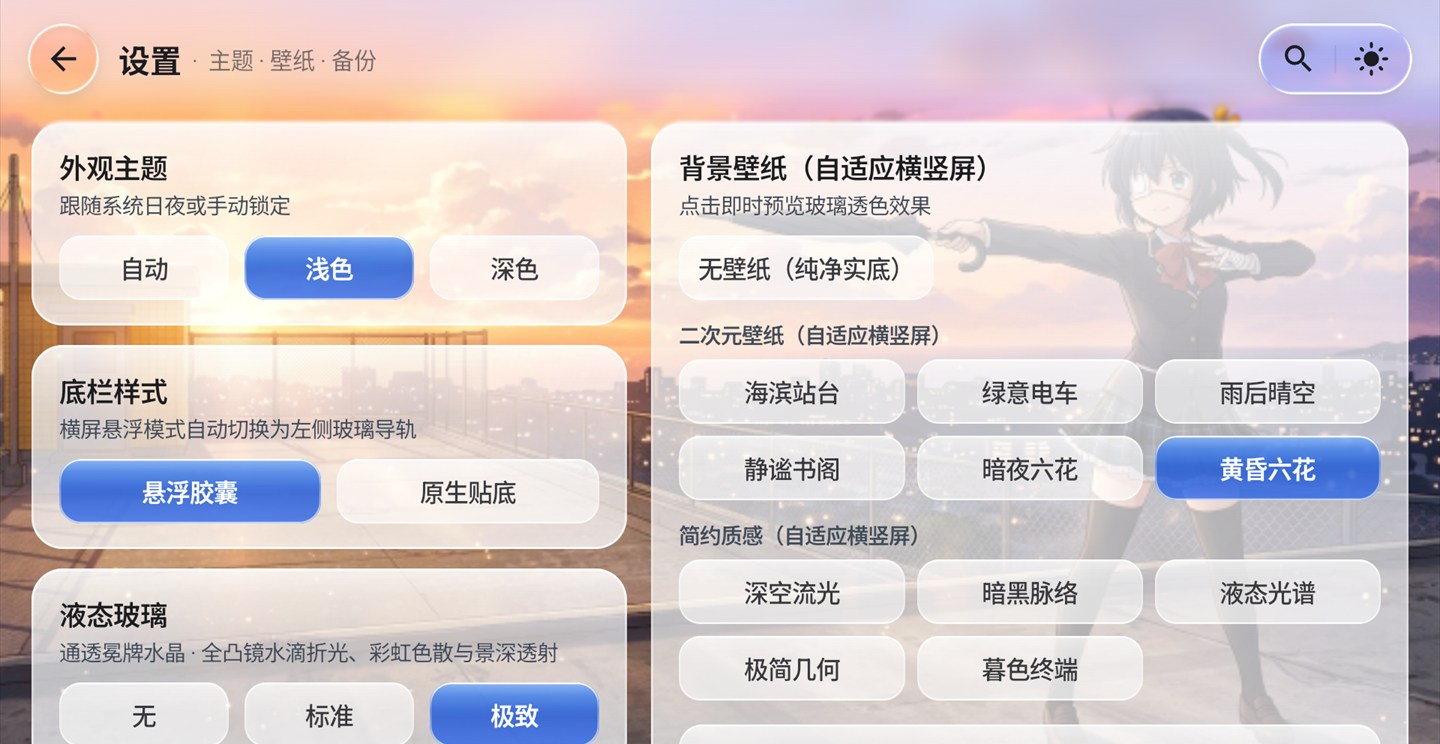 设置 · 主题 · 壁纸 · 备份
外观主题
跟随系统日夜或手动锁定
自动 浅色 深色
底栏样式
横屏悬浮模式自动切换为左侧玻璃导轨
悬浮胶囊 原生贴底
液态玻璃
通透冕牌水晶 · 全凸镜水滴折光、彩虹色散与景深透射
无 标准 极致
背景壁纸（自适应横竖屏）
点击即时预览玻璃透色效果
无壁纸（纯净实底）
二次元壁纸（自适应横竖屏）
海滨站台 绿意电车 雨后晴空
静谧书阁 暗夜六花 黄昏六花
简约质感（自适应横竖屏）
深空流光 暗黑脉络 液态光谱
极简几何 暮色终端